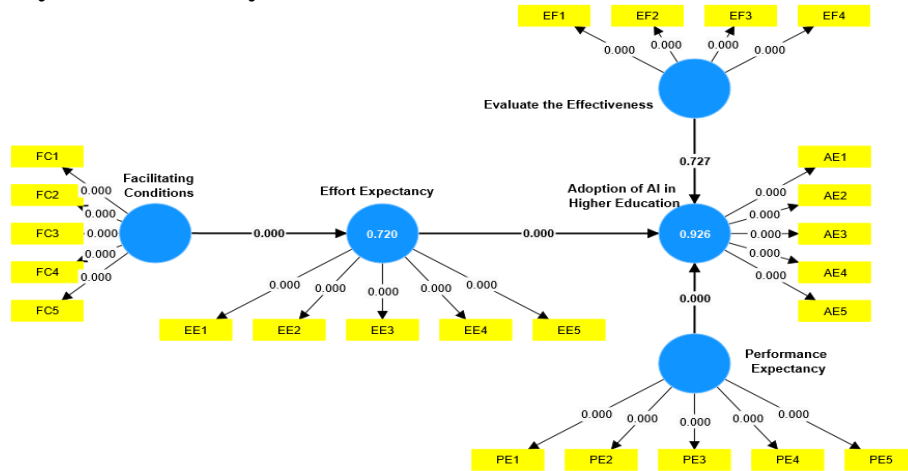 EF1
EF2
EF3
EF4
0.000
0.000
0.000
0.000
Evaluate the Effectiveness
0.727
FC1
FC2
FC3
FC4
FC5
0.000
0.000
0.000
0.000
0.000
Facilitating
Conditions
0.000
Effort Expectancy
0.720
0.000
0.000
0.000
0.000
0.000
0.000
EE1
EE2
EE3
EE4
EE5
Adoption of AI in
Higher Education
0.926
0.000
0.000
0.000
0.000
0.000
AE1
AE2
AE3
AE4
AE5
0.000
Performance
Expectancy
0.000
0.000
0.000
0.000
0.000
PE1
PE2
PE3
PE4
PE5